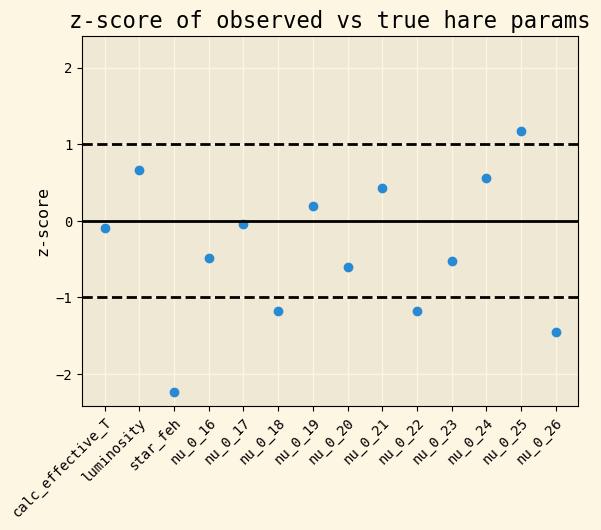 z-score of observed vs true hare params
z-score
2
1
0
−1
−2
calc_effective_T
luminosity
star_feh
nu_0_16
nu_0_17
nu_0_18
nu_0_19
nu_0_20
nu_0_21
nu_0_22
nu_0_23
nu_0_24
nu_0_25
nu_0_26